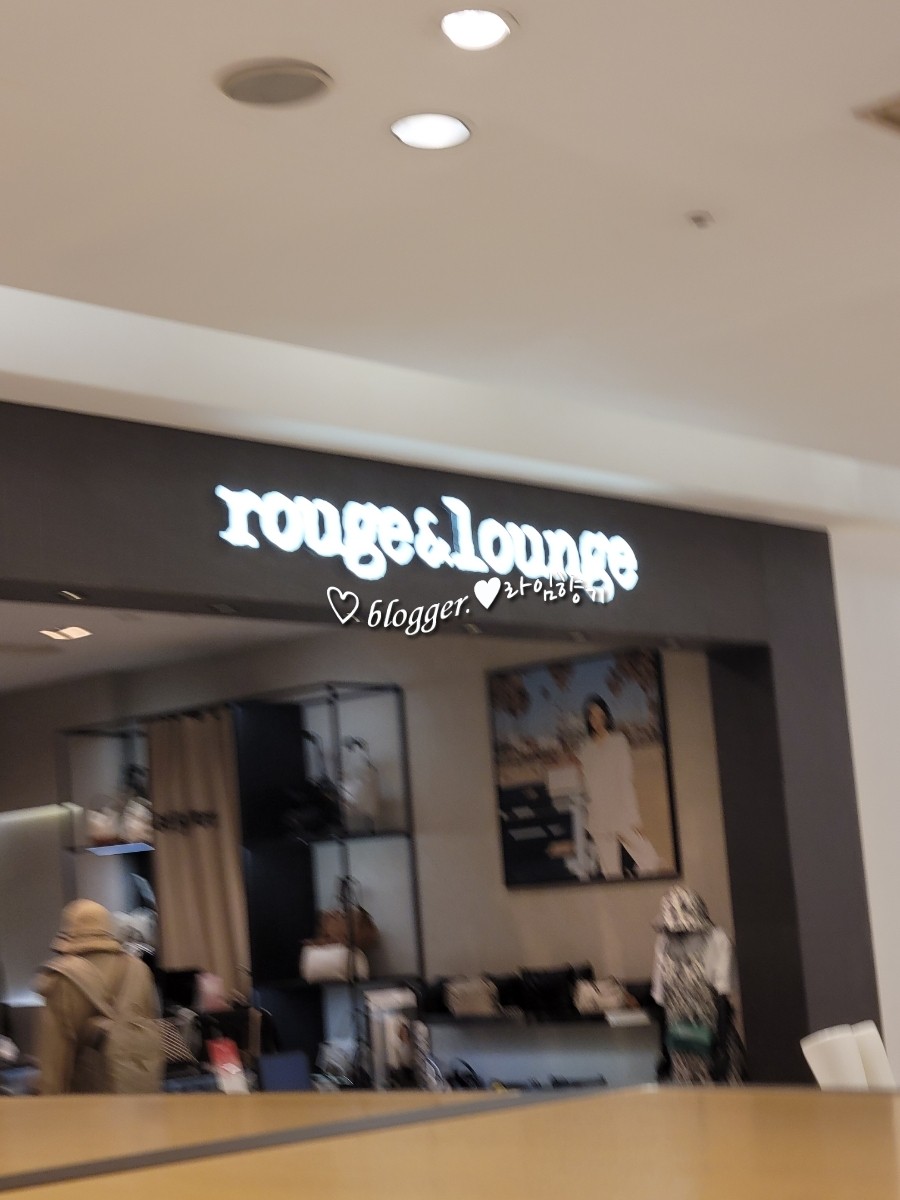 rouge&lounge
♡ blogger.♥라임향기